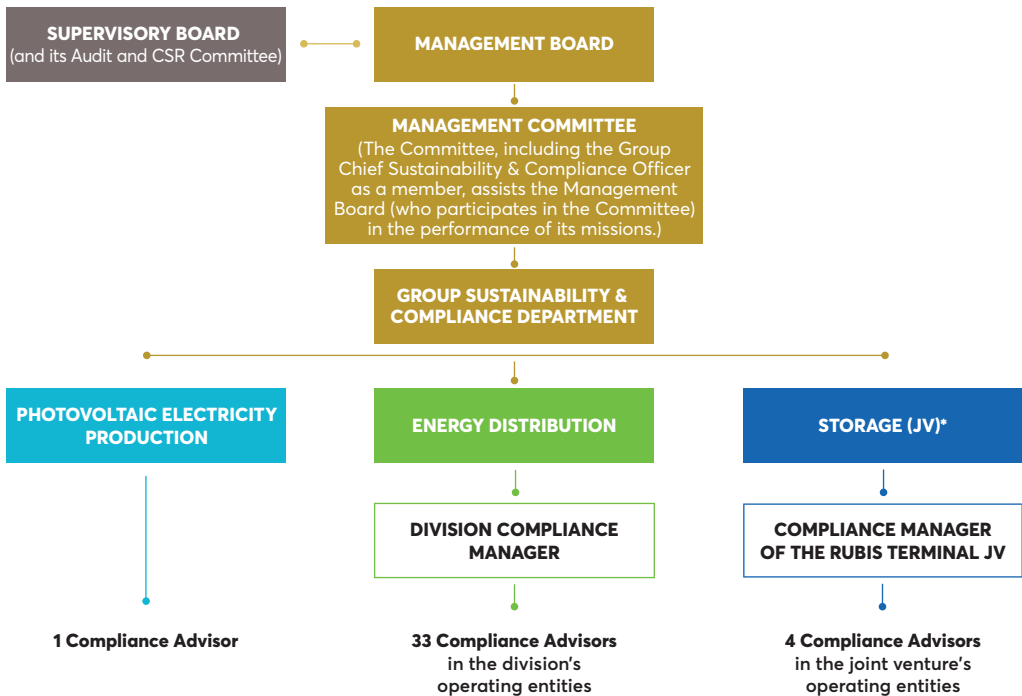 SUPERVISORY BOARD
(and its Audit and CSR Committee)
MANAGEMENT BOARD
MANAGEMENT COMMITTEE
(The Committee, including the Group
Chief Sustainability & Compliance Officer
as a member, assists the Management
Board (who participates in the Committee)
in the performance of its missions.)
GROUP SUSTAINABILITY &
COMPLIANCE DEPARTMENT
PHOTOVOLTAIC ELECTRICITY
PRODUCTION
ENERGY DISTRIBUTION
STORAGE (JV)*
DIVISION COMPLIANCE
MANAGER
COMPLIANCE MANAGER
OF THE RUBIS TERMINAL JV
1 Compliance Advisor
33 Compliance Advisors
in the division's
operating entities
4 Compliance Advisors
in the joint venture's
operating entities